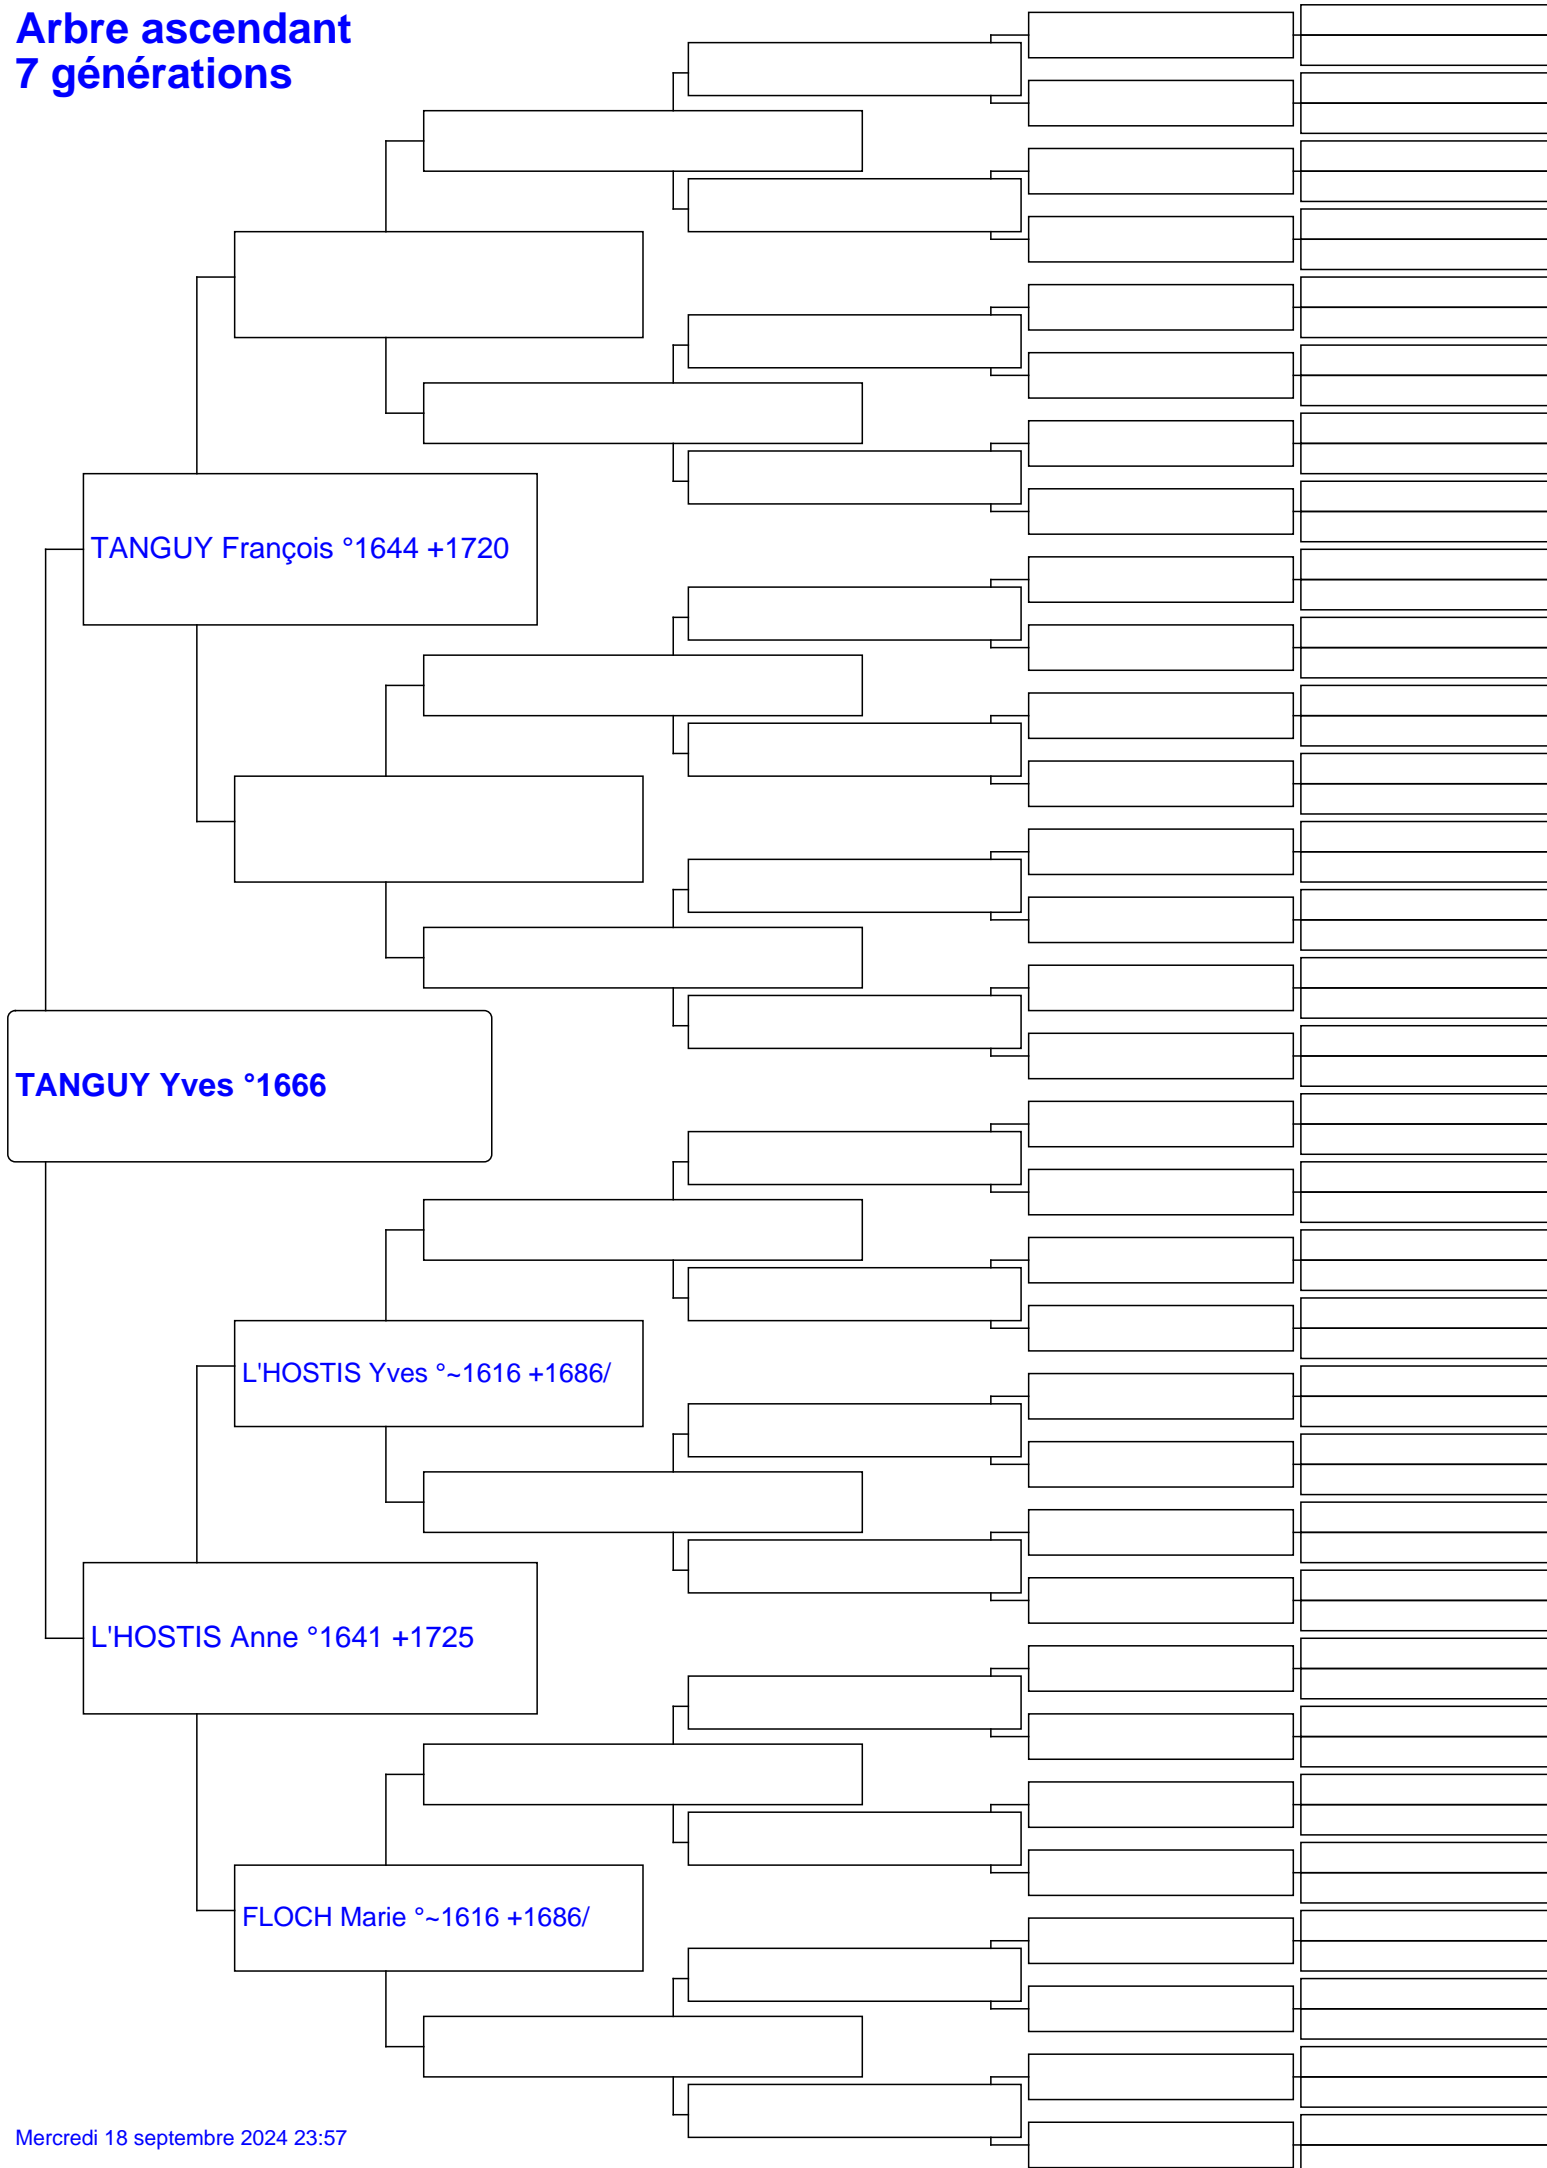 Arbre ascendant
7 générations
TANGUY François °1644 +1720
TANGUY Yves °1666
L'HOSTIS Yves °~1616 +1686/
L'HOSTIS Anne °1641 +1725
FLOCH Marie °~1616 +1686/
Mercredi 18 septembre 2024 23:57